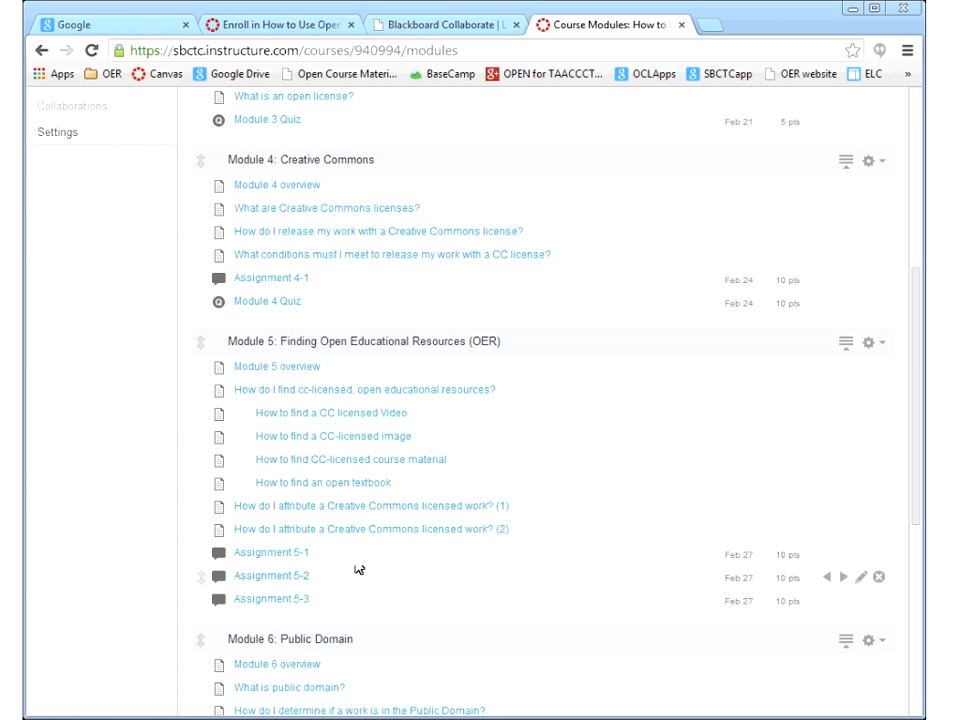 Google
Enroll in How to Use Oper
Blackboard Collaborate | L
Course Modules: How to
https://sbctc.instructure.com/courses/940994/modules
Apps OER Canvas Google Drive Open Course Materi... BaseCamp OPEN for TAACCCT... OCLApps SBCTCapp OER website ELC »
Collaborations
Settings
What is an open license?
Module 3 Quiz Feb 21 5 pts
Module 4: Creative Commons
Module 4 overview
What are Creative Commons licenses?
How do I release my work with a Creative Commons license?
What conditions must I meet to release my work with a CC license?
Assignment 4-1 Feb 24 10 pts
Module 4 Quiz Feb 24 10 pts
Module 5: Finding Open Educational Resources (OER)
Module 5 overview
How do I find cc-licensed, open educational resources?
How to find a CC licensed Video
How to find a CC-licensed image
How to find CC-licensed course material
How to find an open textbook
How do I attribute a Creative Commons licensed work? (1)
How do I attribute a Creative Commons licensed work? (2)
Assignment 5-1 Feb 27 10 pts
Assignment 5-2 Feb 27 10 pts
Assignment 5-3 Feb 27 10 pts
Module 6: Public Domain
Module 6 overview
What is public domain?
How do I determine if a work is in the Public Domain?